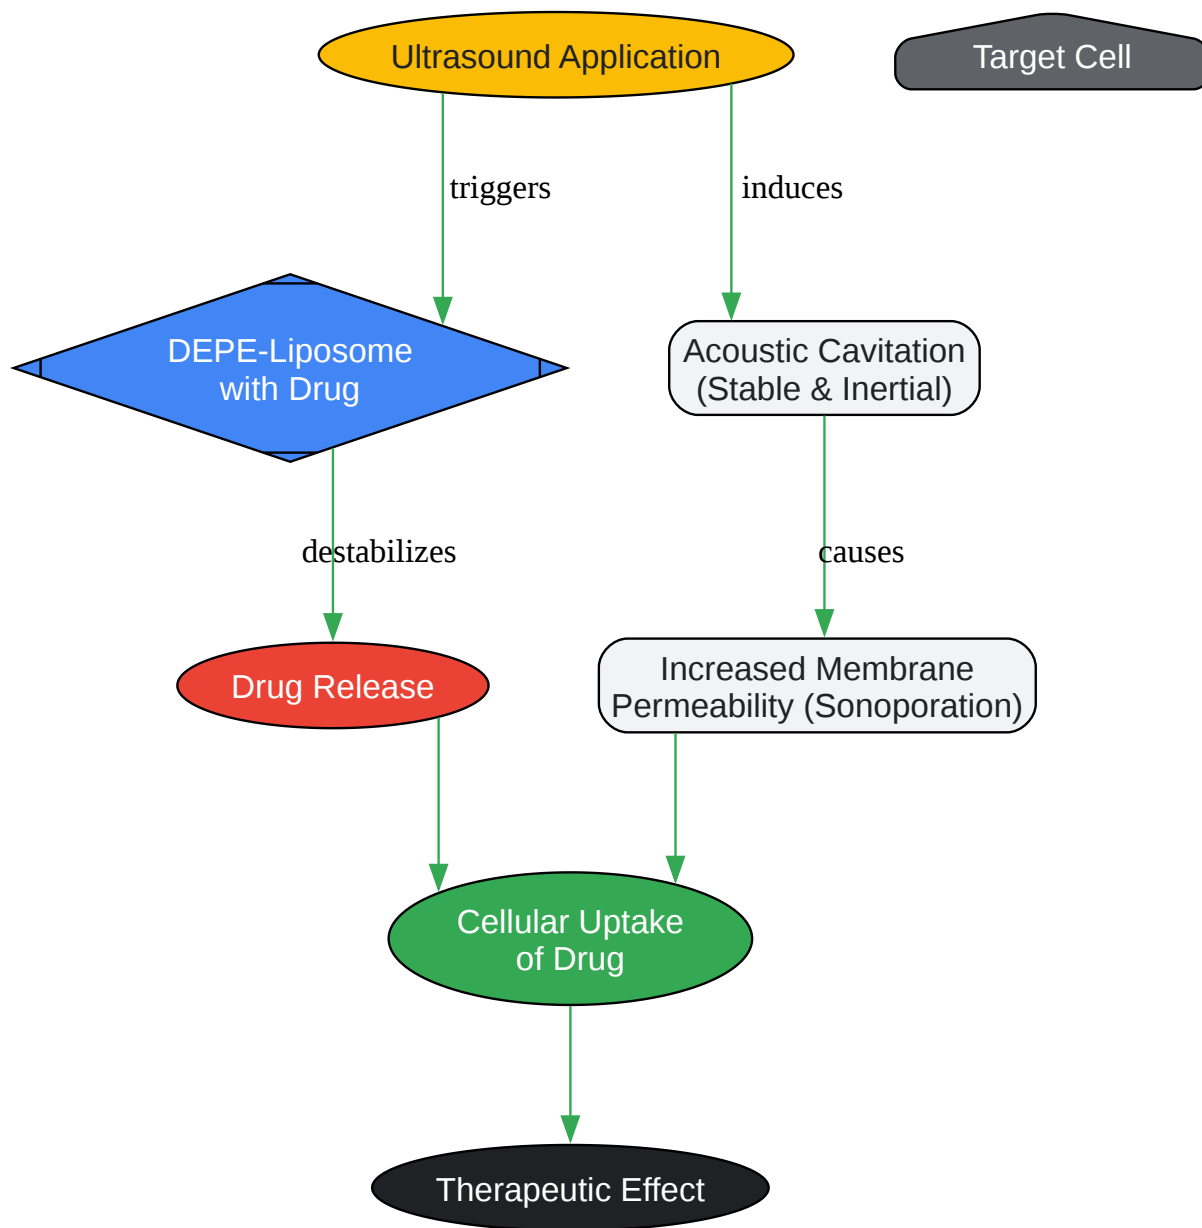 Ultrasound Application
Target Cell
triggers
induces
DEPE-Liposome
with Drug
Acoustic Cavitation
(Stable & Inertial)
destabilizes
causes
Drug Release
Increased Membrane
Permeability (Sonoporation)
Cellular Uptake
of Drug
Therapeutic Effect